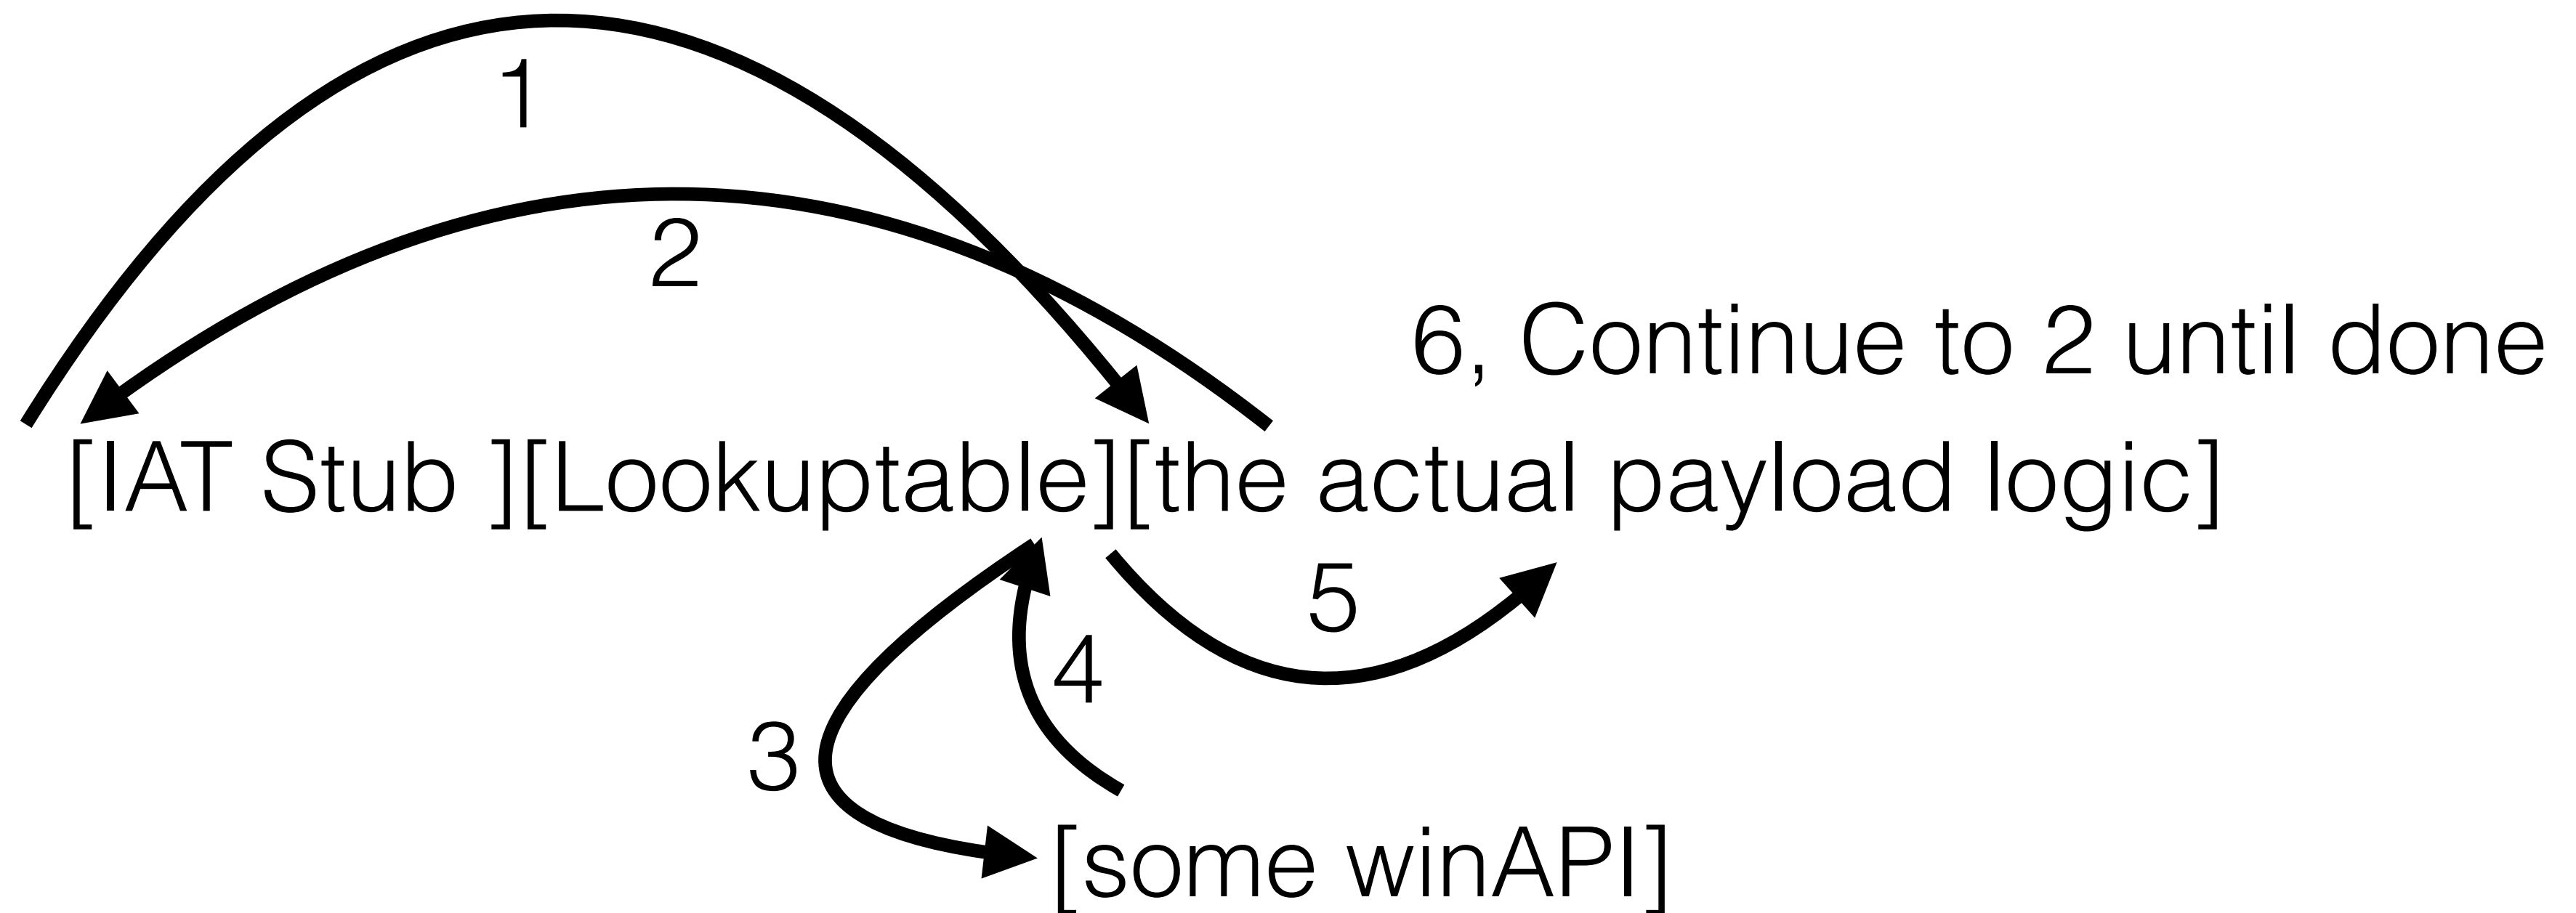 1
2
6, Continue to 2 until done
[IAT Stub ][Lookuptable][the actual payload logic]
5
4
3
[some winAPI]